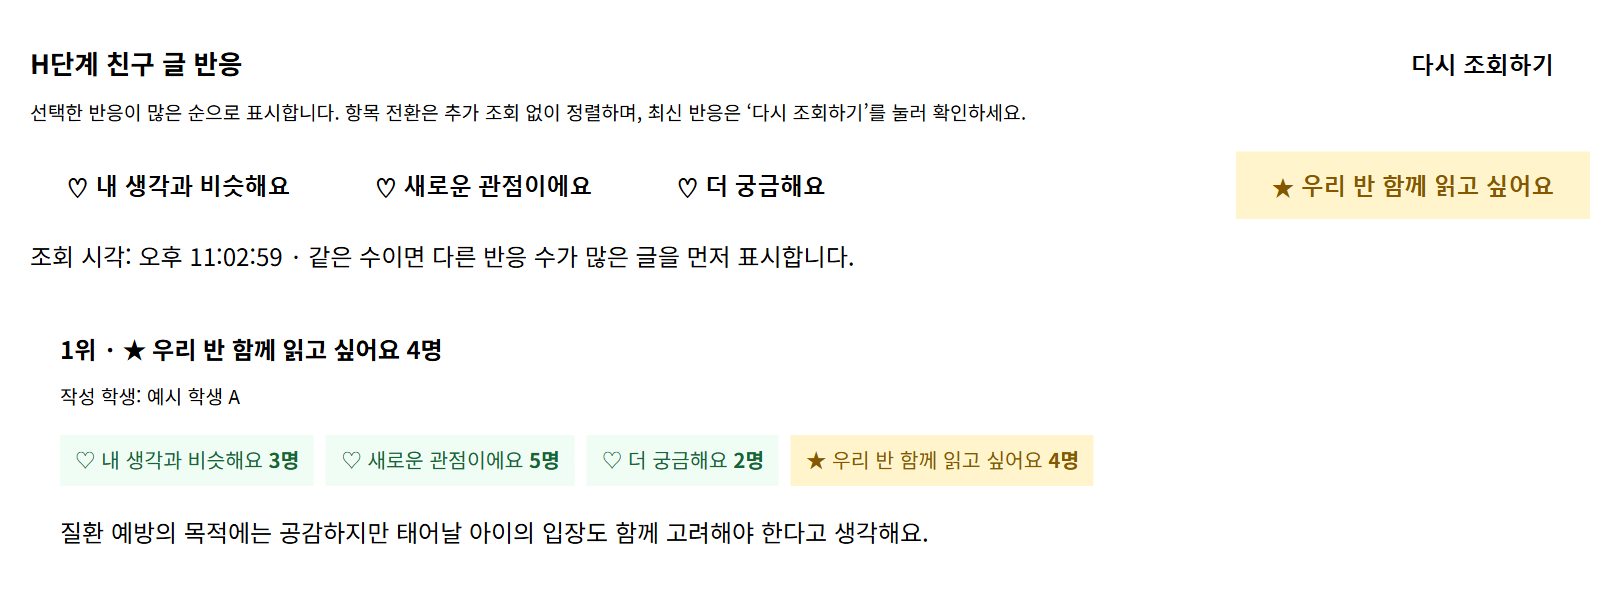 H단계 친구 글 반응
다시 조회하기
선택한 반응이 많은 순으로 표시합니다. 항목 전환은 추가 조회 없이 정렬하며, 최신 반응은 ‘다시 조회하기’를 눌러 확인하세요.
♡ 내 생각과 비슷해요 ♡ 새로운 관점이에요 ♡ 더 궁금해요 ★ 우리 반 함께 읽고 싶어요
조회 시각: 오후 11:02:59 · 같은 수이면 다른 반응 수가 많은 글을 먼저 표시합니다.
1위 · ★ 우리 반 함께 읽고 싶어요 4명
작성 학생: 예시 학생 A
♡ 내 생각과 비슷해요 3명 ♡ 새로운 관점이에요 5명 ♡ 더 궁금해요 2명 ★ 우리 반 함께 읽고 싶어요 4명
질환 예방의 목적에는 공감하지만 태어날 아이의 입장도 함께 고려해야 한다고 생각해요.